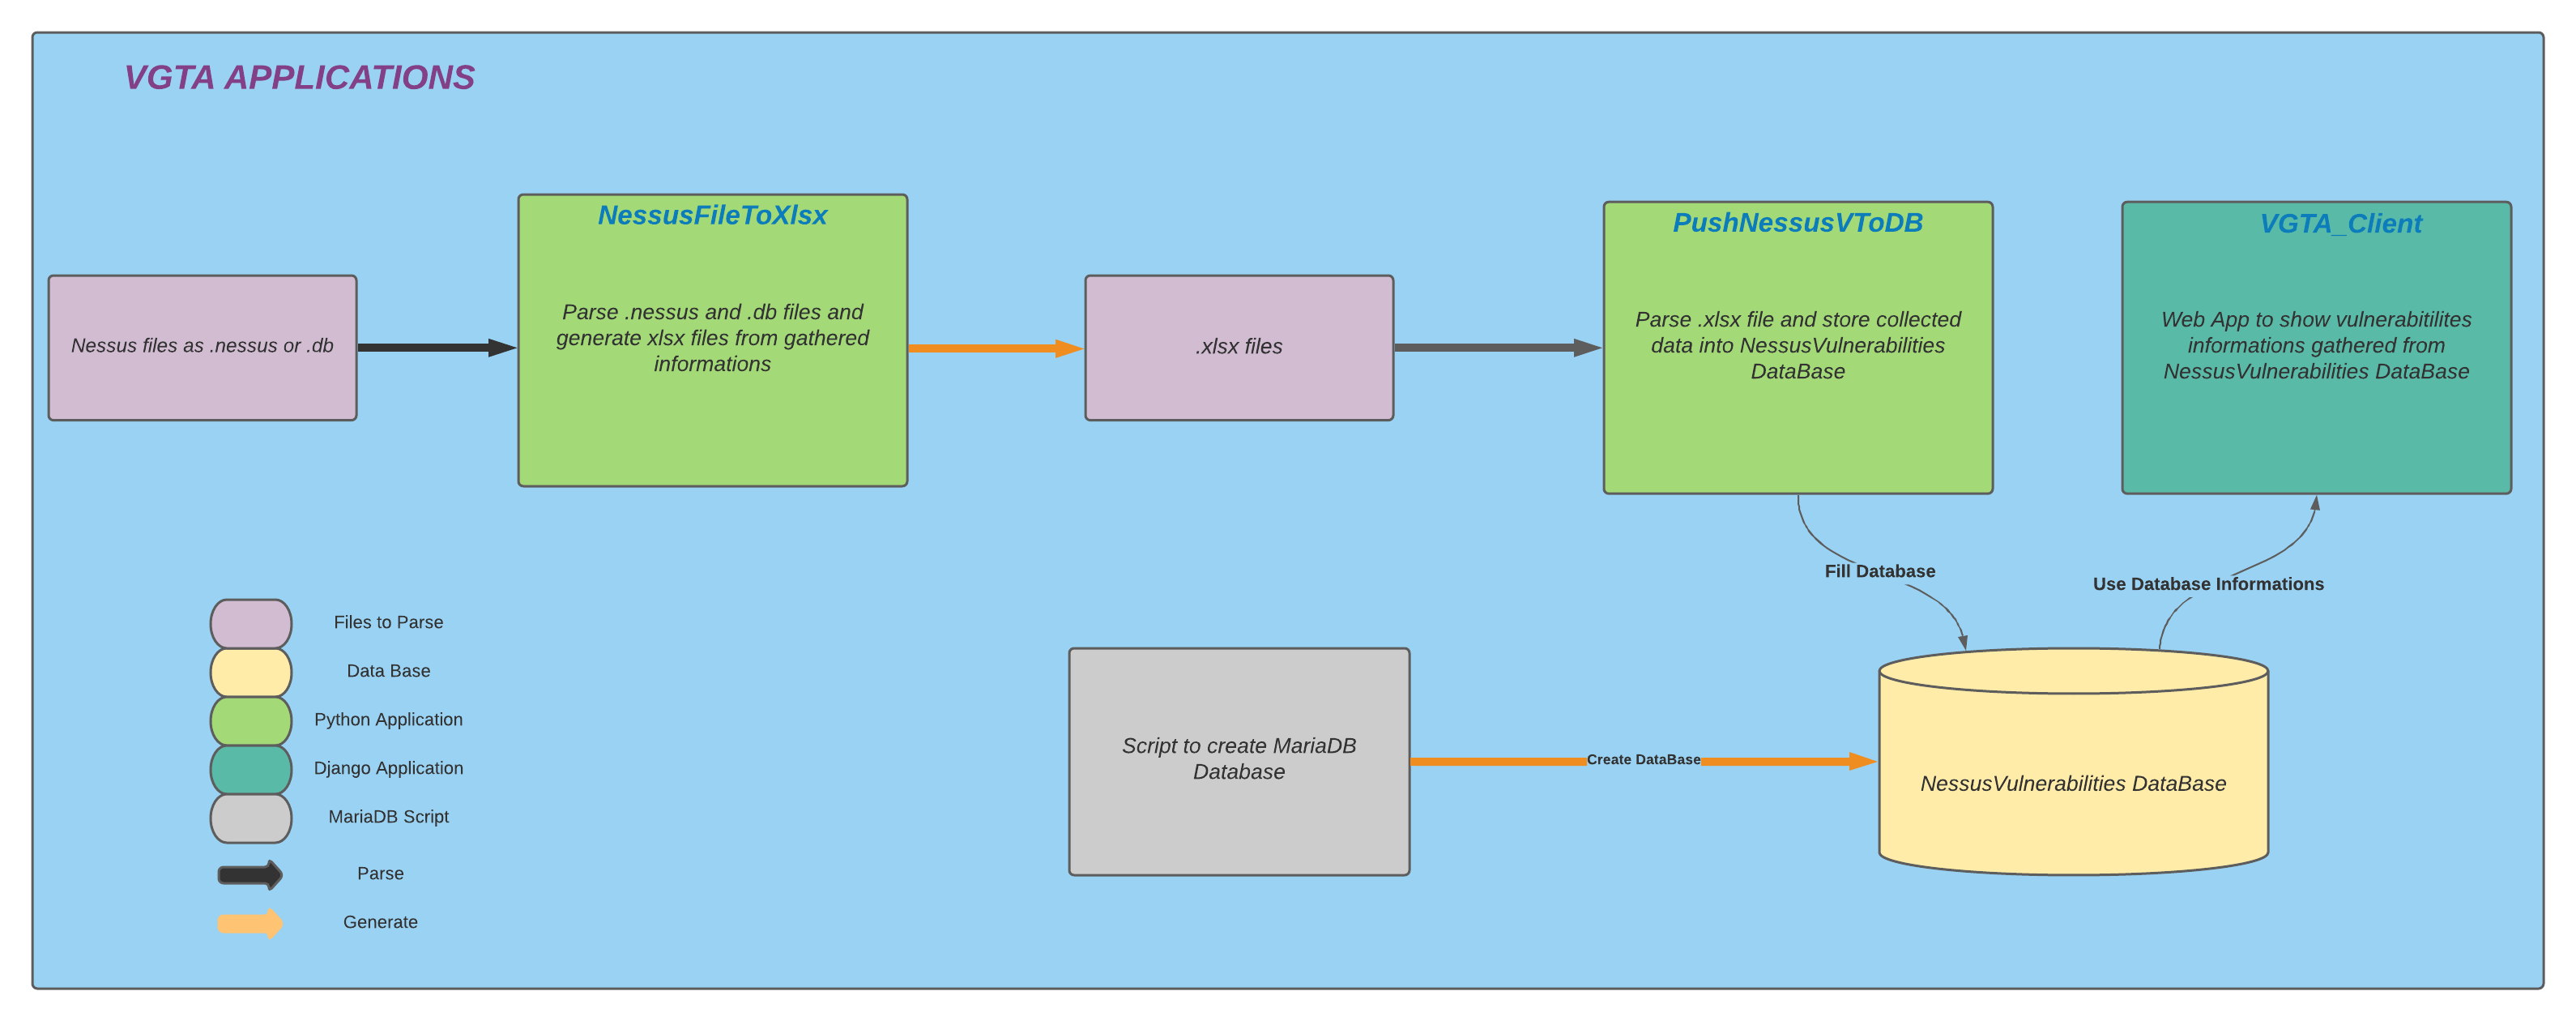 VGTA APPLICATIONS
Nessus files as .nessus or .db
NessusFileToXlsx
Parse .nessus and .db files and
generate xlsx files from gathered
informations
.xlsx files
PushNessusVToDB
Parse .xlsx file and store collected
data into NessusVulnerabilities
DataBase
VGTA_Client
Web App to show vulnerabitilites
informations gathered from
NessusVulnerabilities DataBase
Fill Database
Use Database Informations
Script to create MariaDB
Database
Create DataBase
NessusVulnerabilities DataBase
Files to Parse
Data Base
Python Application
Django Application
MariaDB Script
Parse
Generate